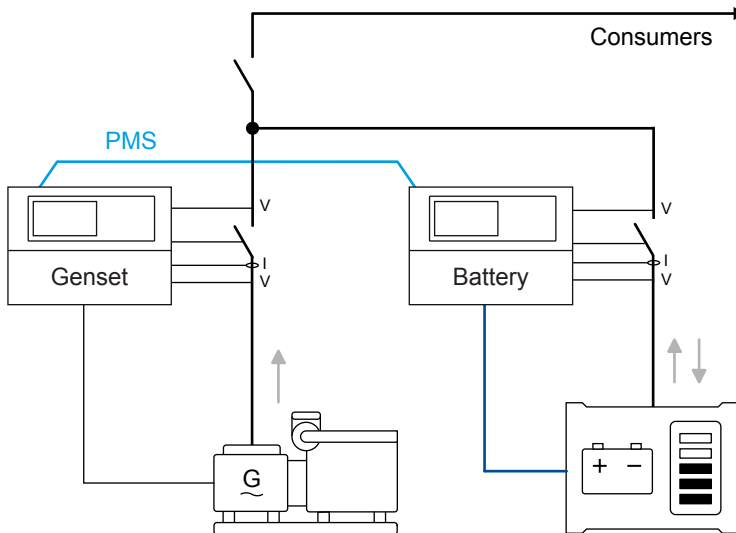 Consumers
PMS
V
V
Genset
I
V
Battery
I
V
G
+ −